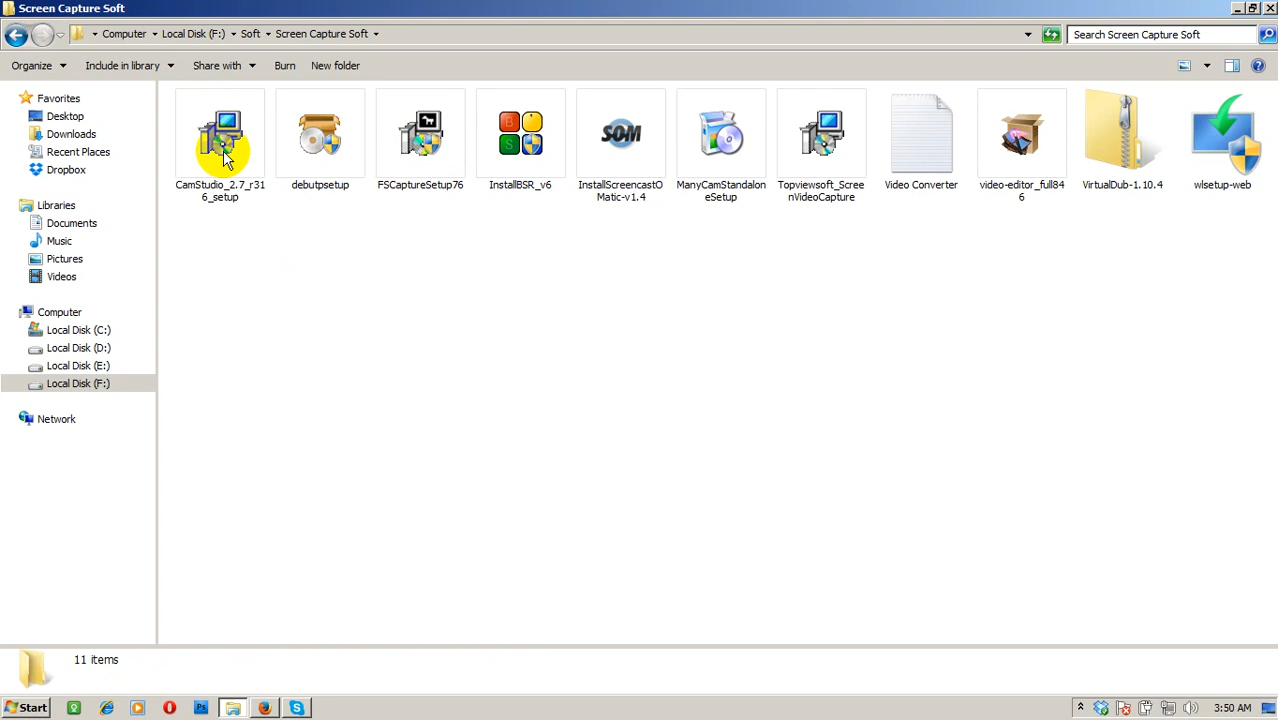 Screen Capture Soft
Computer Local Disk (F:) Soft Screen Capture Soft
Search Screen Capture Soft
Organize Include in library Share with Burn New folder
Favorites
Desktop
Downloads
Recent Places
Dropbox
Libraries
Documents
Music
Pictures
Videos
Computer
Local Disk (C:)
Local Disk (D:)
Local Disk (E:)
Local Disk (F:)
Network
CamStudio_2.7_r31
6_setup
debutpsetup
FSCaptureSetup76
B
S
InstallBSR_v6
SOM
InstallScreencastO
Matic-v1.4
ManyCamStandalon
eSetup
Topviewsoft_Scree
nVideoCapture
Video Converter
video-editor_full84
6
VirtualDub-1.10.4
wlsetup-web
11 items
Start
Ps
3:50 AM